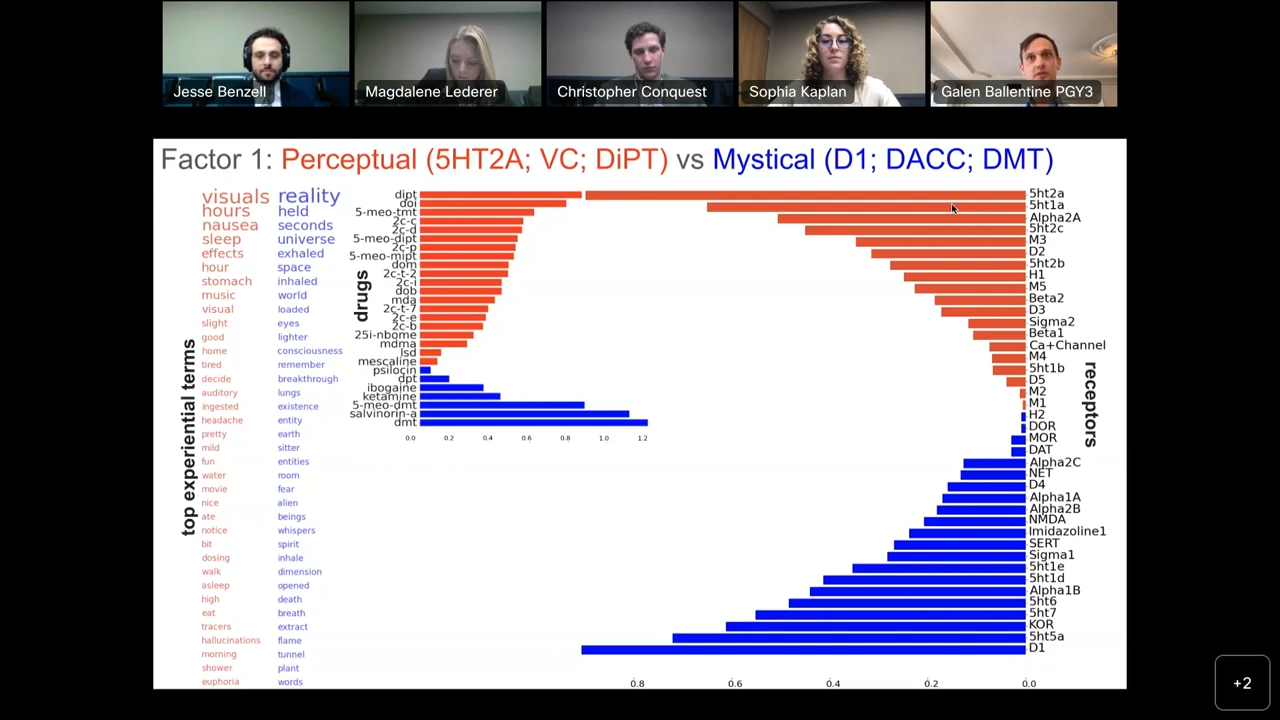 Jesse Benzell
Magdalene Lederer
Christopher Conquest
Sophia Kaplan
Galen Ballentine PGY3
Factor 1: Perceptual (5HT2A; VC; DiPT) vs Mystical (D1; DACC; DMT)
top experiential terms
visuals reality
hours held
nausea seconds
sleep universe
effects exhaled
hour space
stomach inhaled
music world
visual loaded
slight eyes
good lighter
home consciousness
tired remember
decide breakthrough
auditory lungs
ingested existence
headache entity
pretty earth
mild sitter
fun entities
water room
movie fear
nice alien
ate beings
notice whispers
bit spirit
dosing inhale
walk dimension
asleep opened
high death
eat breath
tracers extract
hallucinations flame
morning tunnel
shower plant
euphoria words
drugs
dipt
doi
5-meo-tmt
2c-c
2c-d
5-meo-dipt
2c-p
5-meo-mipt
dom
2c-t-2
2c-i
dob
mda
2c-t-7
2c-e
2c-b
25i-nbome
mdma
lsd
mescaline
psilocin
dpt
ibogaine
ketamine
5-meo-dmt
salvinorin-a
dmt
0.0 0.2 0.4 0.6 0.8 1.0 1.2
5ht2a
5ht1a
Alpha2A
5ht2c
M3
D2
5ht2b
H1
M5
Beta2
D3
Sigma2
Beta1
Ca+Channel
M4
5ht1b
D5
M2
M1
H2
DOR
MOR
DAT
Alpha2C
NET
D4
Alpha1A
Alpha2B
NMDA
Imidazoline1
SERT
Sigma1
5ht1e
5ht1d
Alpha1B
5ht6
5ht7
KOR
5ht5a
D1
receptors
0.8 0.6 0.4 0.2 0.0
+2